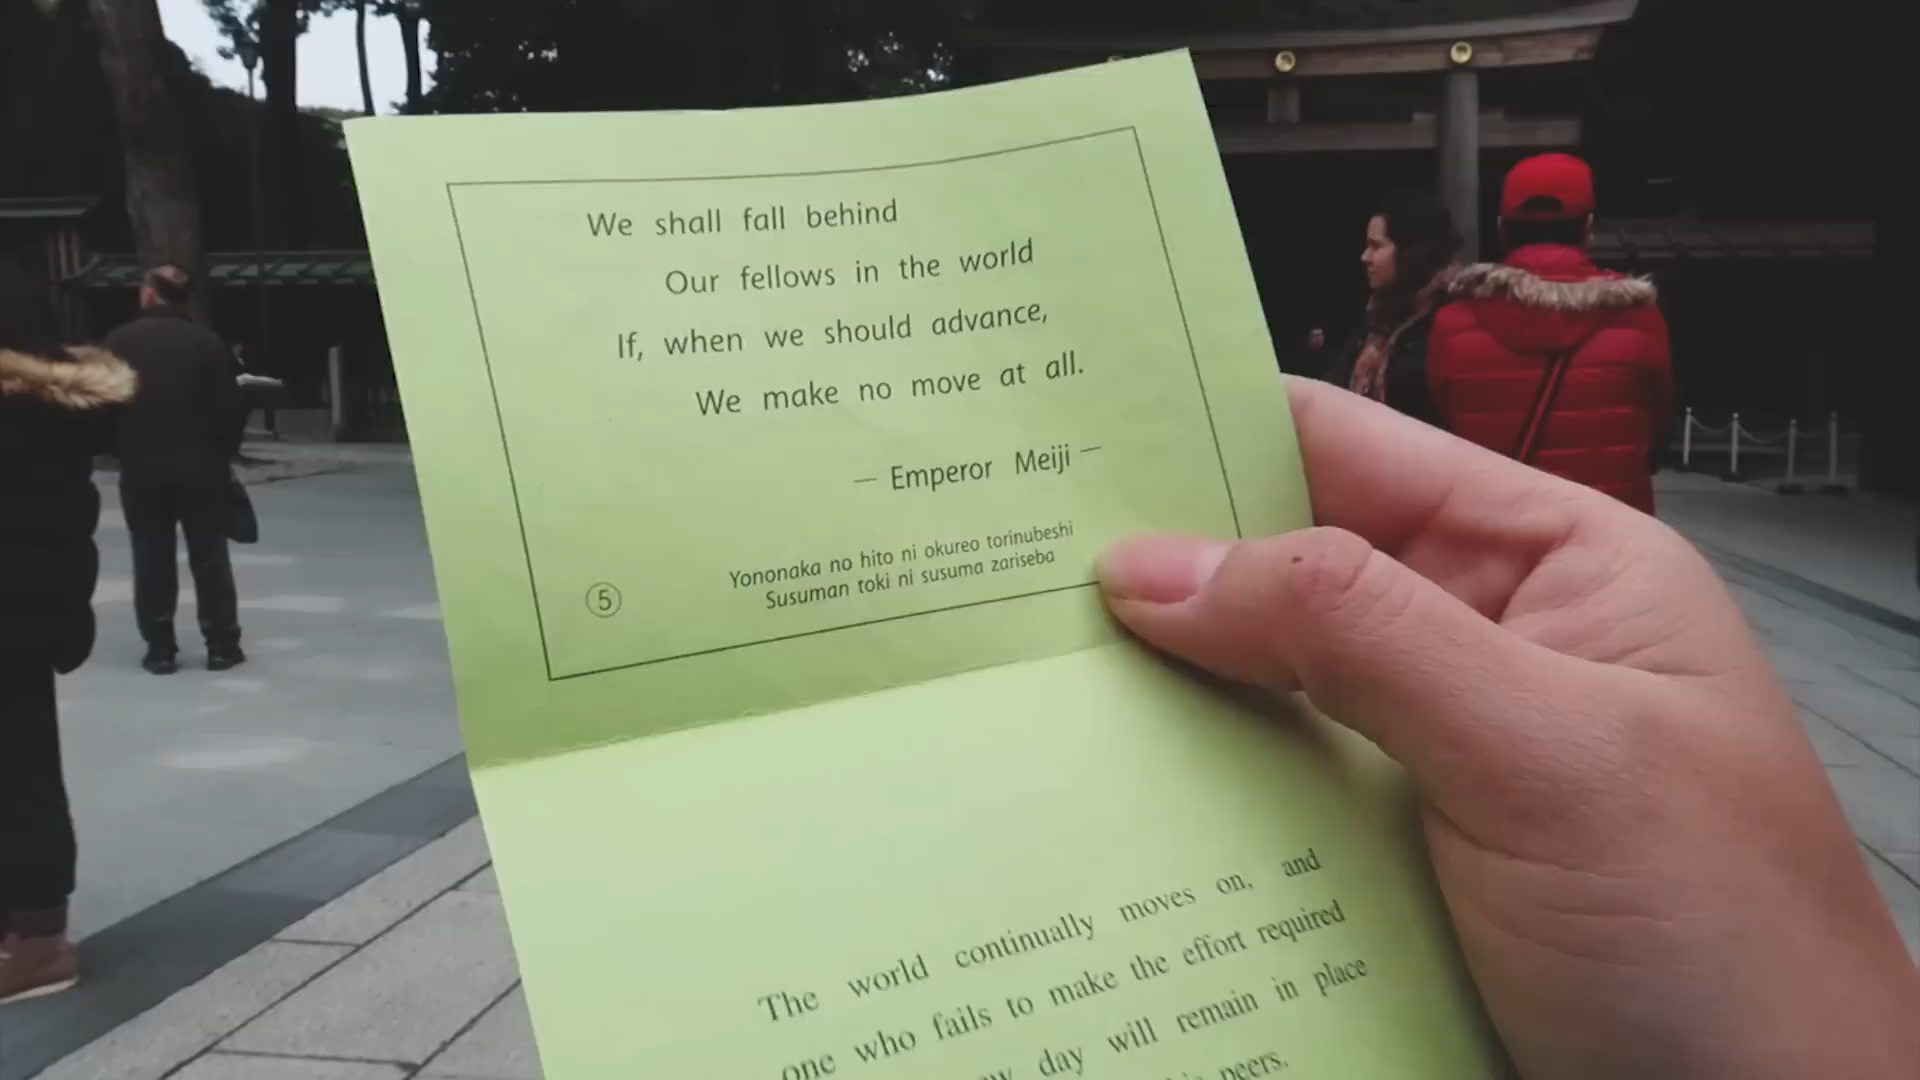 We shall fall behind
Our fellows in the world
If, when we should advance,
We make no move at all.
— Emperor Meiji —
Yononaka no hito ni okureo torinubeshi
Susuman toki ni susuma zariseba
⑤
The world continually moves on, and
one who fails to make the effort required
day will remain in place
peers.